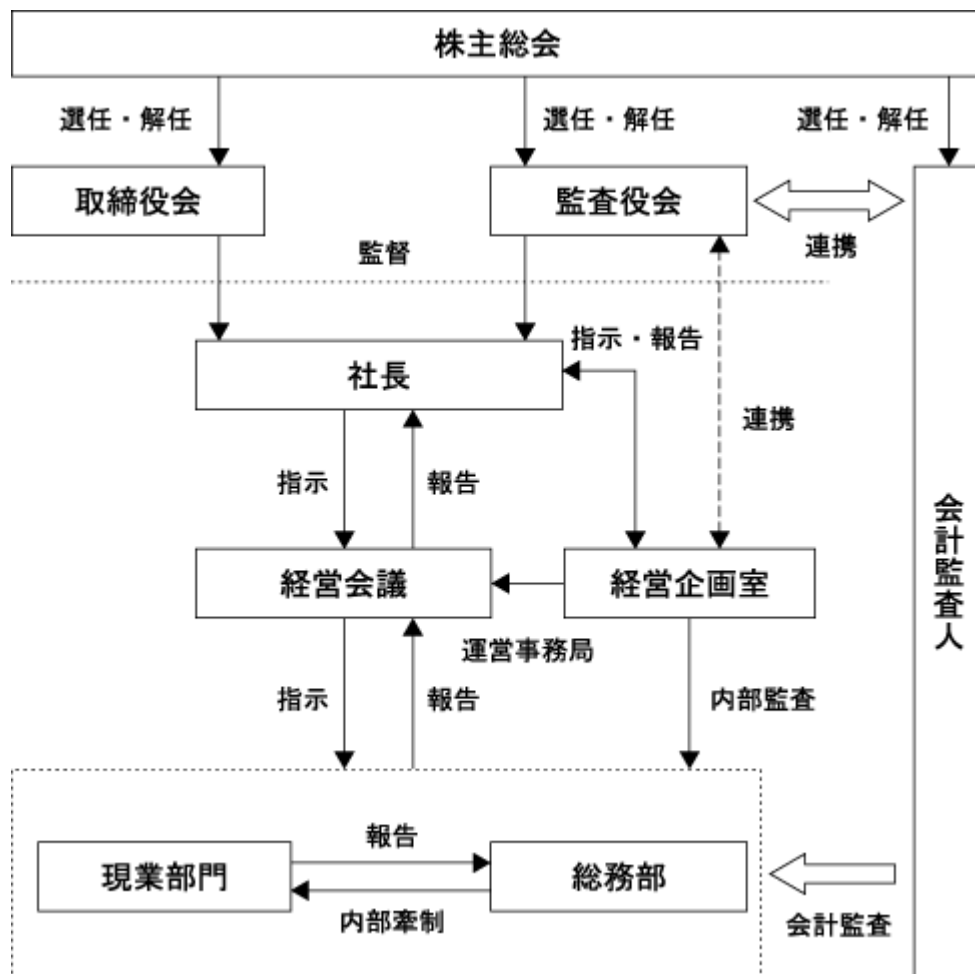 株主総会
選任・解任
選任・解任
選任・解任
取締役会
監査役会
連携
監督
指示・報告
社長
連携
指示
報告
会計監査人
経営会議
経営企画室
運営事務局
指示
報告
内部監査
報告
現業部門
総務部
内部牽制
会計監査